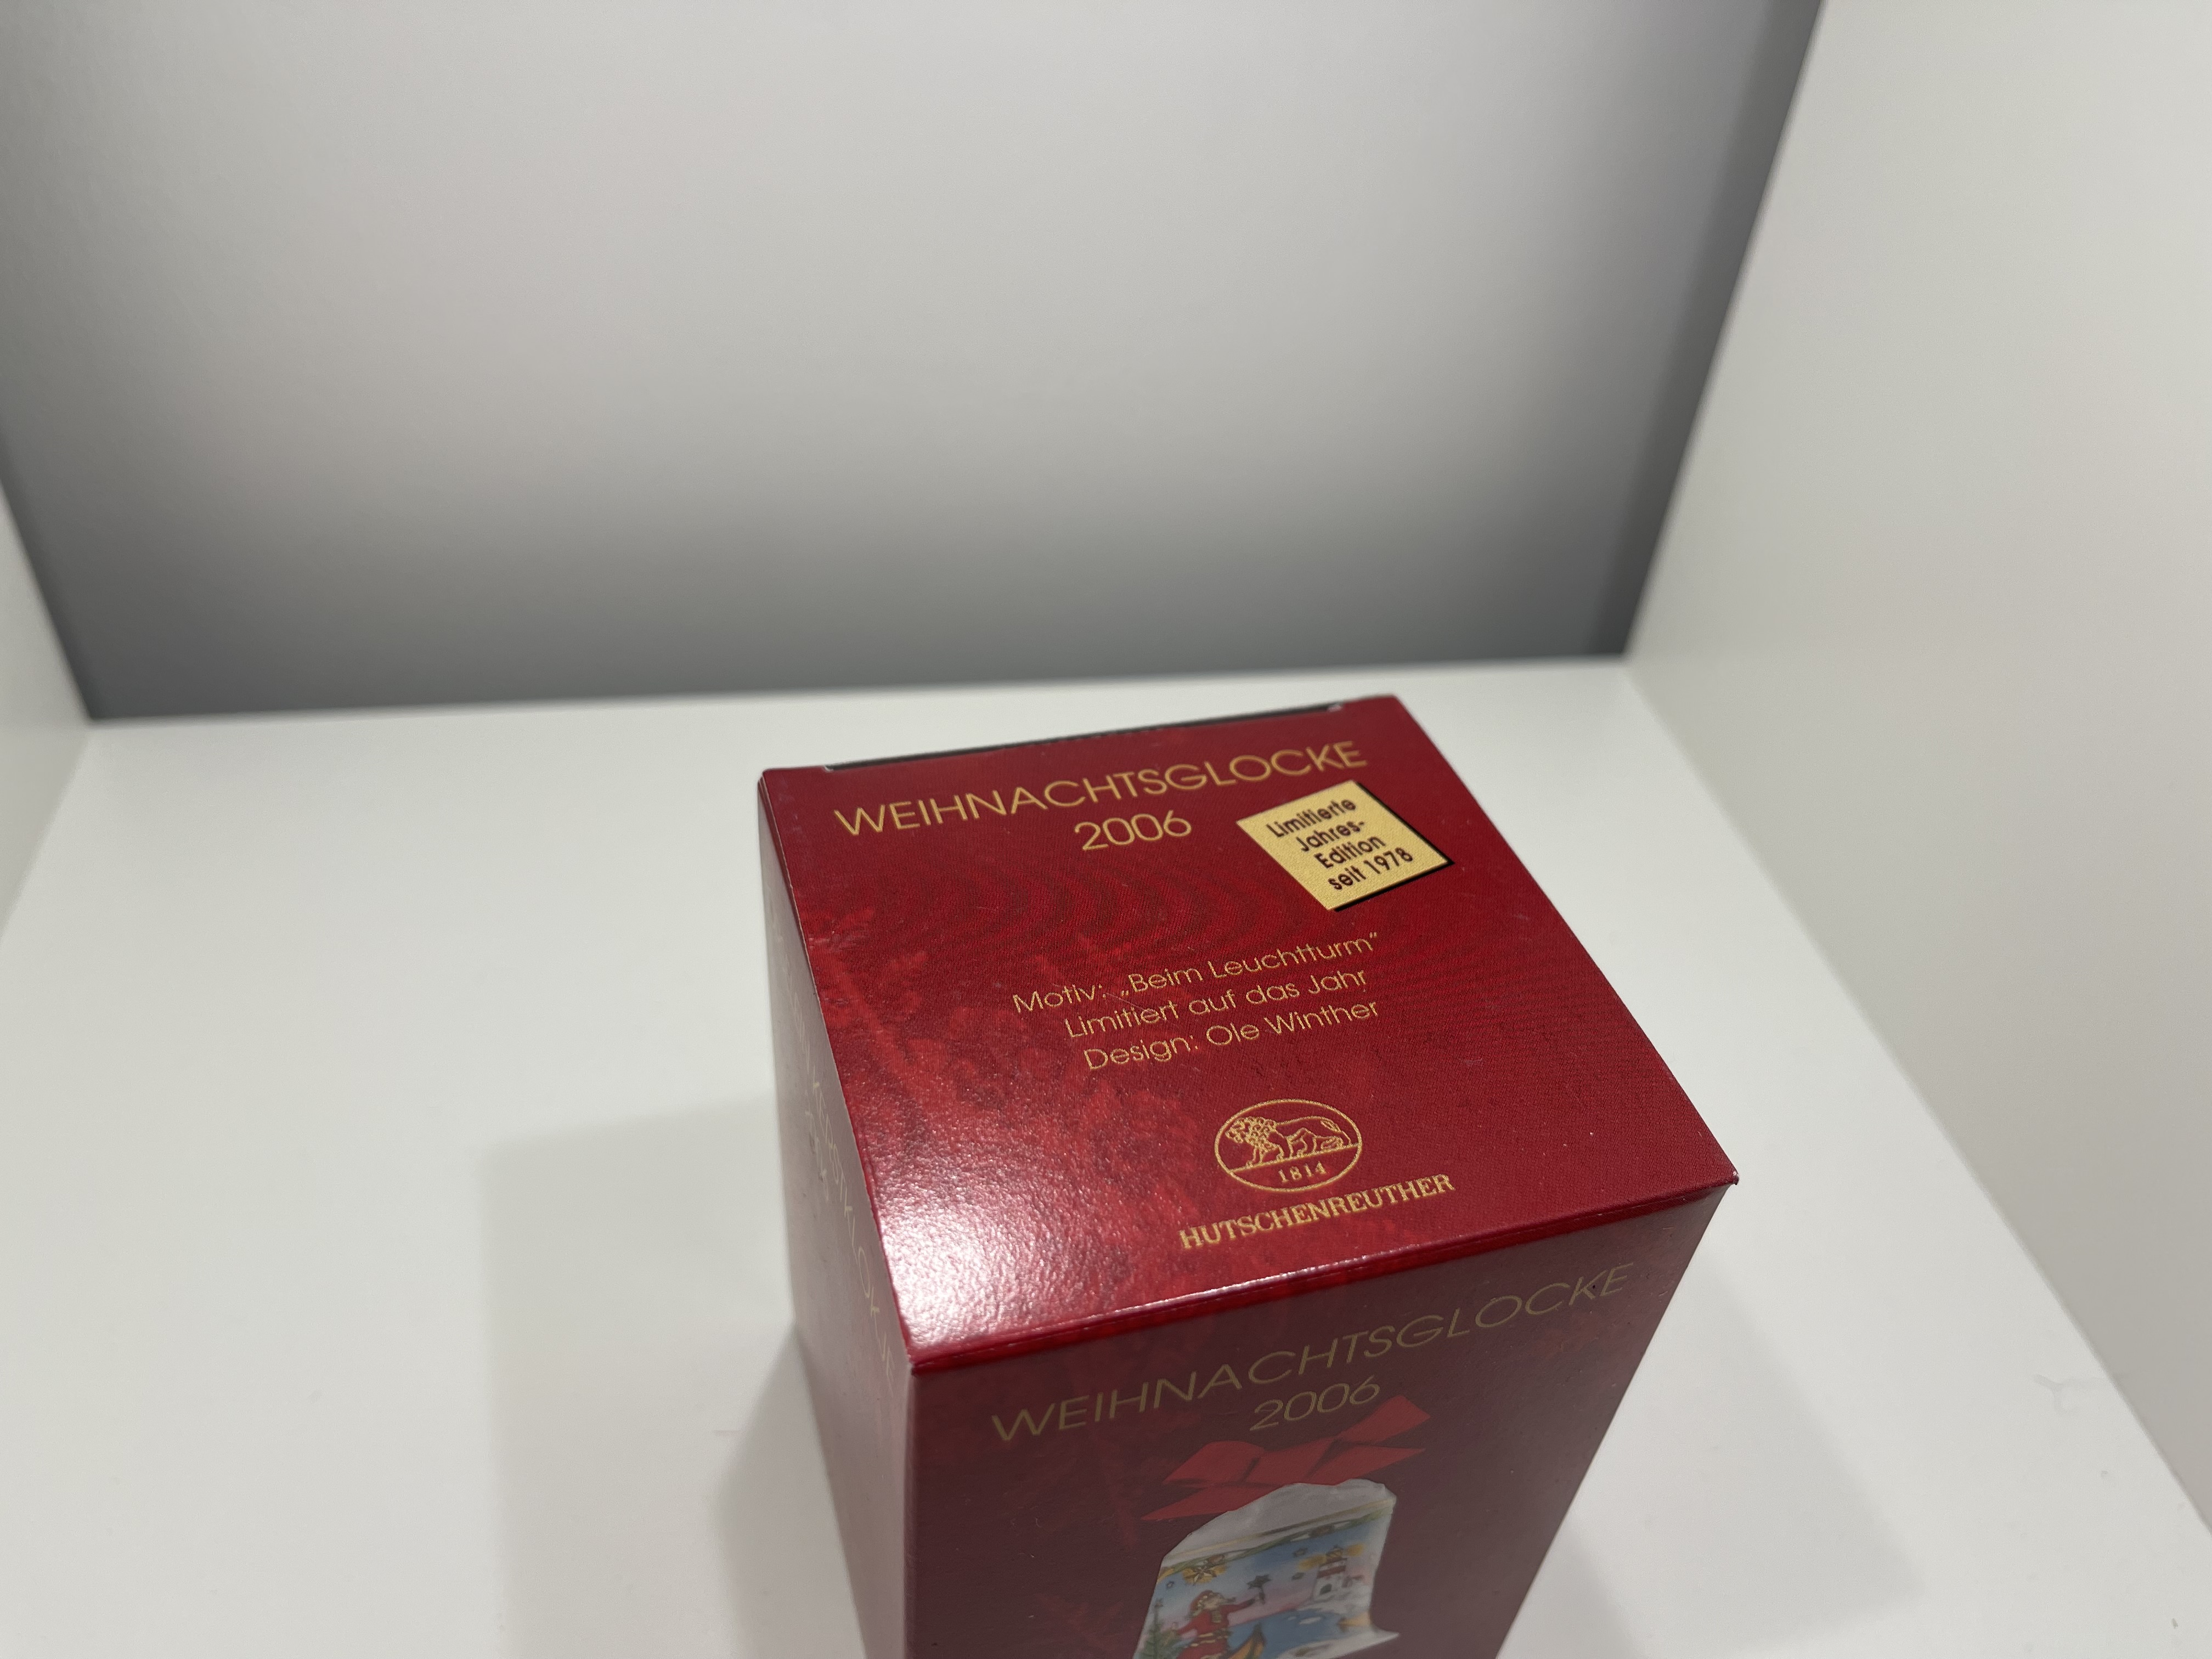 WEIHNACHTSGLOCKE
2006
Limitierte
Jahres-
Edition
seit 1978
Motiv: „Beim Leuchtturm“
Limitiert auf das Jahr
Design: Ole Winther
1814
HUTSCHENREUTHER
WEIHNACHTSGLOCKE
2006